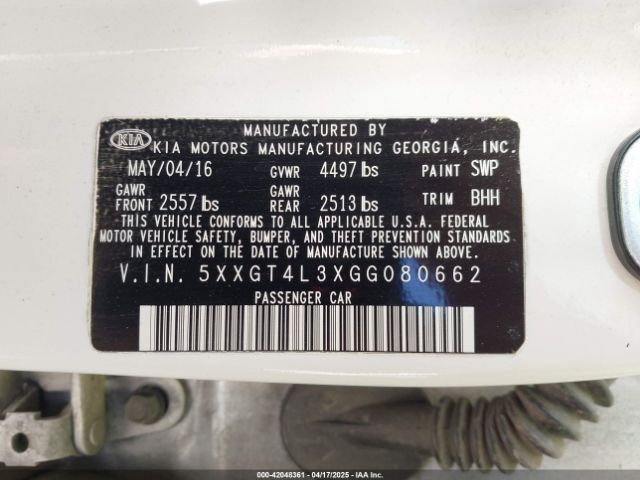 KIA
MANUFACTURED BY
KIA MOTORS MANUFACTURING GEORGIA, INC.
MAY/04/16 GVWR 4497 lbs PAINT SWP
GAWR FRONT 2557 lbs GAWR REAR 2513 lbs TRIM BHH
THIS VEHICLE CONFORMS TO ALL APPLICABLE U.S.A. FEDERAL
MOTOR VEHICLE SAFETY, BUMPER, AND THEFT PREVENTION STANDARDS
IN EFFECT ON THE DATE OF MANUFACTURE SHOWN ABOVE.
V.I.N. 5XXGT4L3XGG080662
PASSENGER CAR
000-42048361 04/17/2025 IAAI.COM